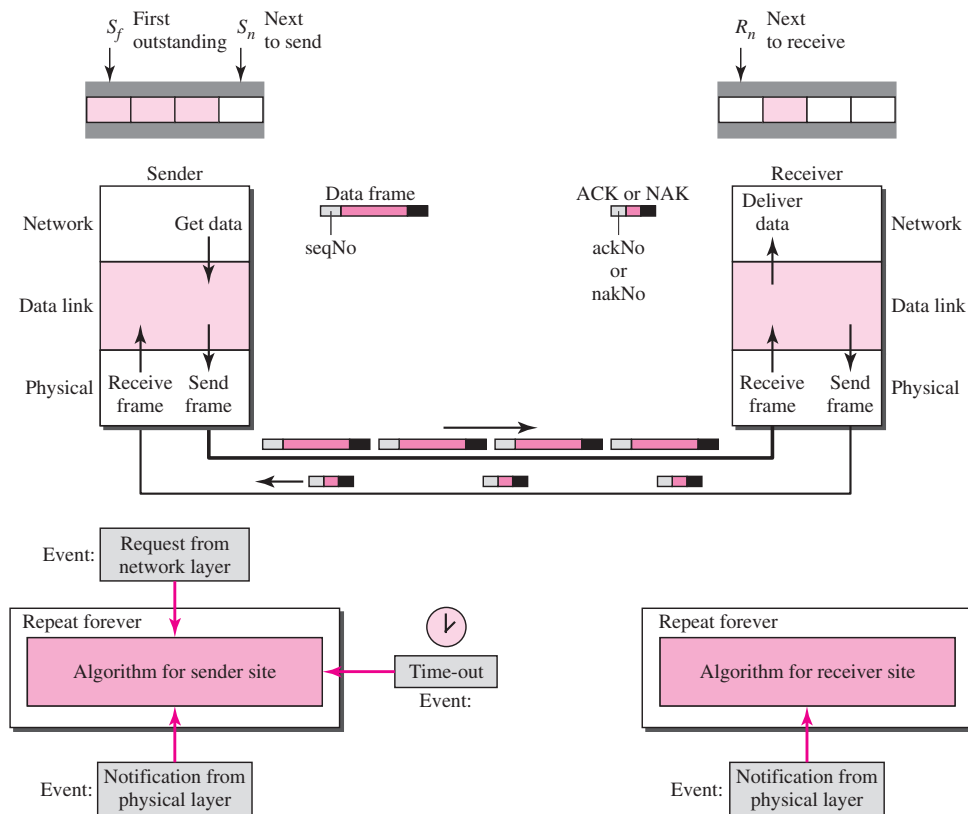 S_f First
outstanding
S_n Next
to send
R_n Next
to receive
Sender
Receiver
Data frame
seqNo
ACK or NAK
ackNo
or
nakNo
Network
Get data
Deliver
data
Network
Data link
Data link
Physical
Receive
frame
Send
frame
Receive
frame
Send
frame
Physical
Event:
Request from
network layer
Repeat forever
Algorithm for sender site
Time-out
Event:
Event:
Notification from
physical layer
Repeat forever
Algorithm for receiver site
Event:
Notification from
physical layer